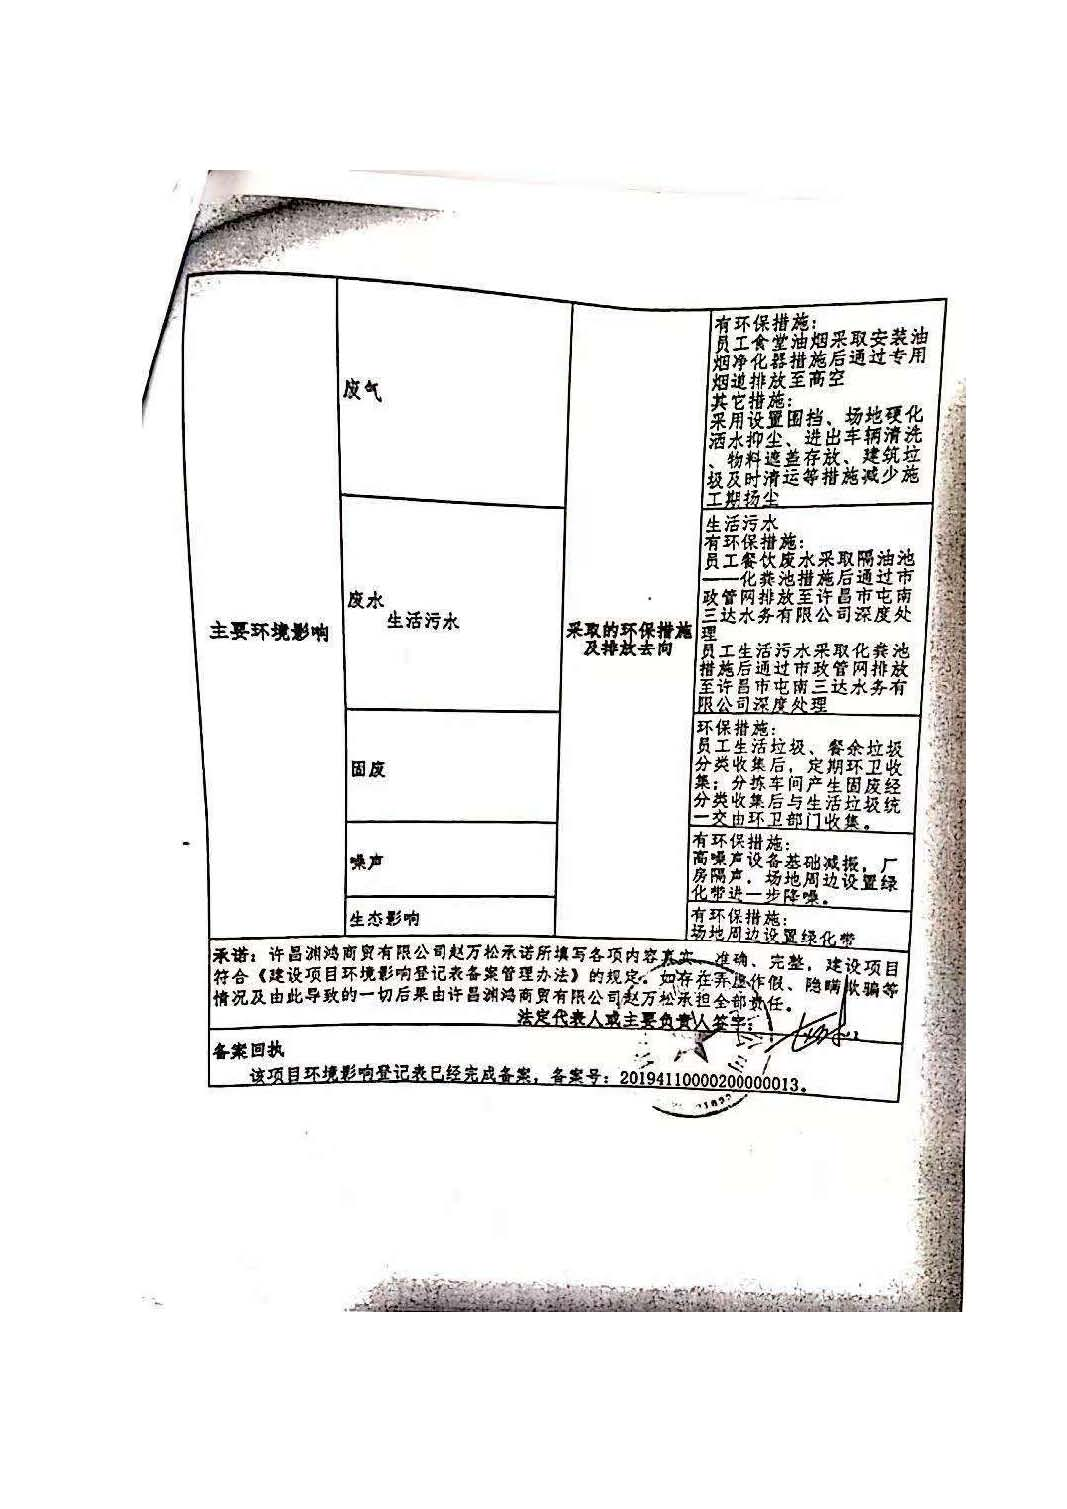 主要环境影响
废气
采取的环保措施
及排放去向
有环保措施：
员工食堂油烟采取安装油
烟净化器措施后通过专用
烟道排放至高空
其它措施：
采用设置围挡、场地硬化
洒水抑尘、进出车辆清洗
、物料遮盖存放、建筑垃
圾及时清运等措施减少施
工期扬尘
废水
生活污水
生活污水
有环保措施：
员工餐饮废水采取隔油池
——化粪池措施后通过市
政管网排放至许昌市屯南
三达水务有限公司深度处
理
员工生活污水采取化粪池
措施后通过市政管网排放
至许昌市屯南三达水务有
限公司深度处理
固废
环保措施：
员工生活垃圾、餐余垃圾
分类收集后，定期环卫收
集；分拣车间产生固废经
分类收集后与生活垃圾统
一交由环卫部门收集。
噪声
有环保措施：
高噪声设备基础减振，厂
房隔声．场地周边设置绿
化带进一步降噪。
生态影响
有环保措施：
场地周边设置绿化带
承诺：许昌渊鸿商贸有限公司赵万松承诺所填写各项内容真实、准确、完整，建设项目
符合《建设项目环境影响登记表备案管理办法》的规定。如存在弄虚作假、隐瞒欺骗等
情况及由此导致的一切后果由许昌渊鸿商贸有限公司赵万松承担全部责任。
法定代表人或主要负责人签字：
备案回执
该项目环境影响登记表已经完成备案，备案号：20194110000200000013。